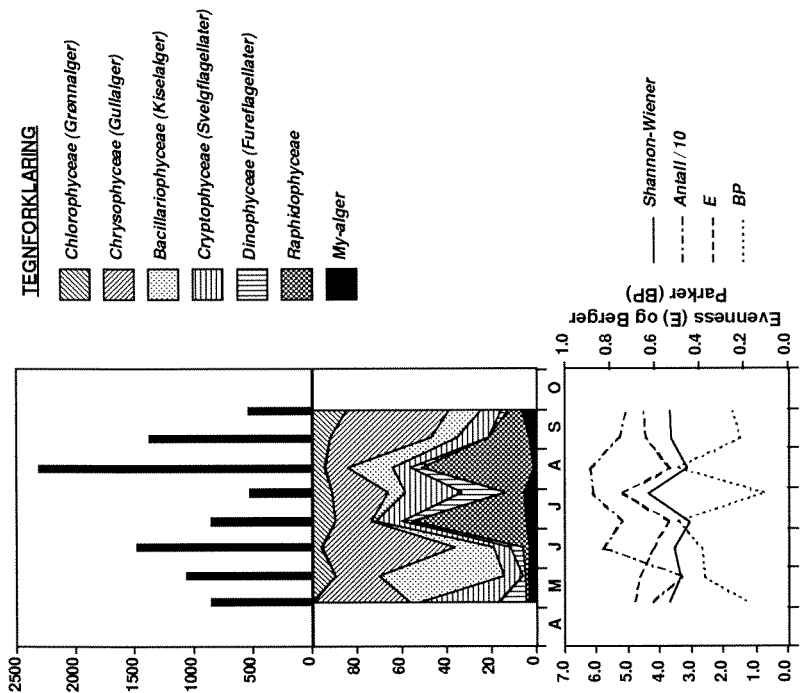 TEGNFORKLARING
Chlorophyceae (Grønnalger)
Chrysophyceae (Gullalger)
Bacillariophyceae (Kiselalger)
Cryptophyceae (Svelgflagellater)
Dinophyceae (Fureflagellater)
Raphidophyceae
My-alger
2500
2000
1500
1000
500
0
80
60
40
20
0
A M J J A S O
7.0
6.0
5.0
4.0
3.0
2.0
1.0
0.0
1.0
0.8
0.6
0.4
0.2
0.0
Evenness (E) og Berger
Parker (BP)
Shannon-Wiener
Antall / 10
E
BP